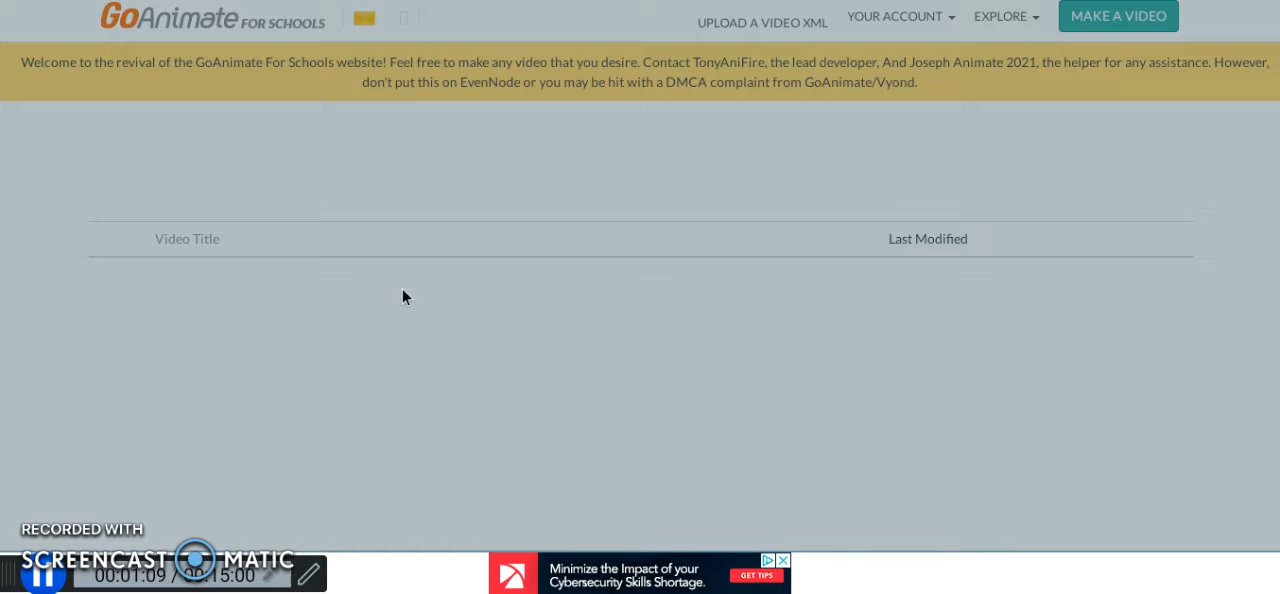 GoAnimate FOR SCHOOLS
UPLOAD A VIDEO XML
YOUR ACCOUNT
EXPLORE
MAKE A VIDEO
Welcome to the revival of the GoAnimate For Schools website! Feel free to make any video that you desire. Contact TonyAniFire, the lead developer, And Joseph Animate 2021, the helper for any assistance. However,
don't put this on EvenNode or you may be hit with a DMCA complaint from GoAnimate/Vyond.
Video Title
Last Modified
RECORDED WITH
SCREENCAST MATIC
00:01:09 / 00:15:00
Minimize the Impact of your
Cybersecurity Skills Shortage.
GET TIPS